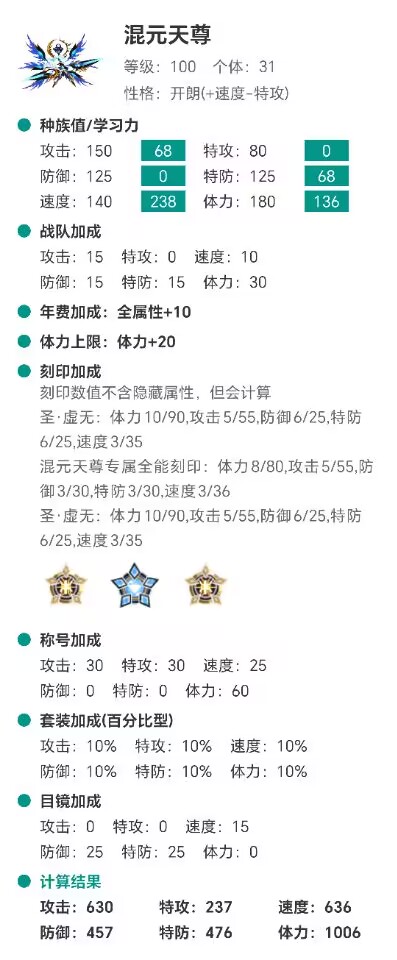 混元天尊
等级：100 个体：31
性格：开朗(+速度-特攻)
种族值/学习力
攻击：150 68 特攻：80 0
防御：125 0 特防：125 68
速度：140 238 体力：180 136
战队加成
攻击：15 特攻：0 速度：10
防御：15 特防：15 体力：30
年费加成：全属性+10
体力上限：体力+20
刻印加成
刻印数值不含隐藏属性，但会计算
圣·虚无：体力10/90,攻击5/55,防御6/25,特防
6/25,速度3/35
混元天尊专属全能刻印：体力8/80,攻击5/55,防
御3/30,特防3/30,速度3/36
圣·虚无：体力10/90,攻击5/55,防御6/25,特防
6/25,速度3/35
称号加成
攻击：30 特攻：30 速度：25
防御：0 特防：0 体力：60
套装加成(百分比型)
攻击：10% 特攻：10% 速度：10%
防御：10% 特防：10% 体力：10%
目镜加成
攻击：0 特攻：0 速度：15
防御：25 特防：25 体力：0
计算结果
攻击：630 特攻：237 速度：636
防御：457 特防：476 体力：1006